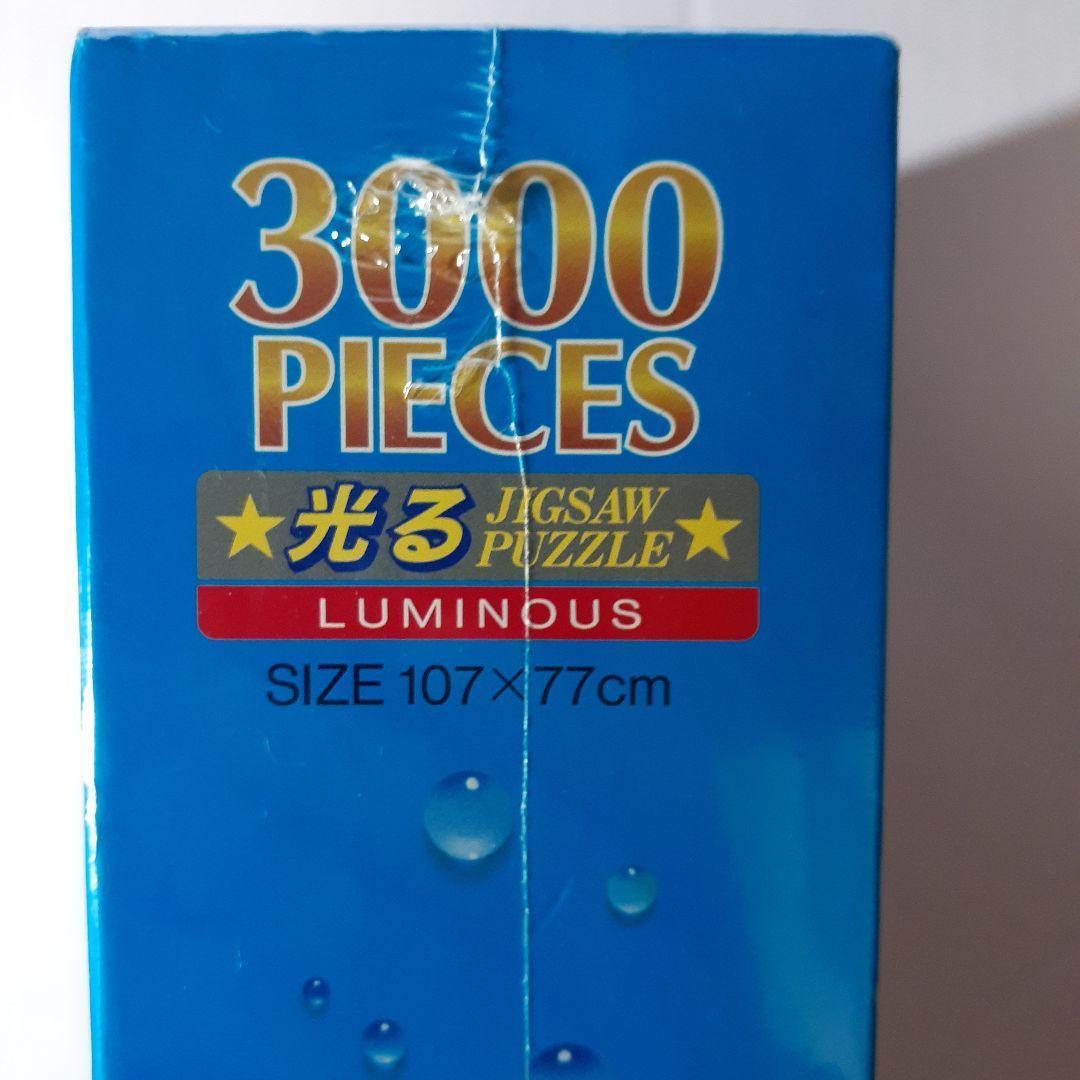 3000
PIECES
★光る JIGSAW PUZZLE★
LUMINOUS
SIZE 107×77cm